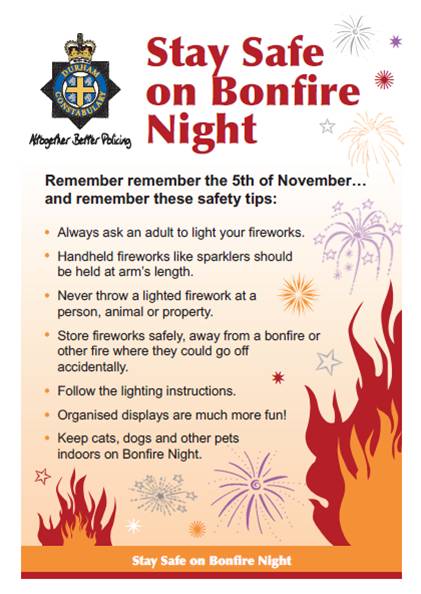 DURHAM
CONSTABULARY
Altogether Better Policing
Stay Safe
on Bonfire
Night
Remember remember the 5th of November…
and remember these safety tips:
• Always ask an adult to light your fireworks.
• Handheld fireworks like sparklers should
be held at arm's length.
• Never throw a lighted firework at a
person, animal or property.
• Store fireworks safely, away from a bonfire or
other fire where they could go off
accidentally.
• Follow the lighting instructions.
• Organised displays are much more fun!
• Keep cats, dogs and other pets
indoors on Bonfire Night.
Stay Safe on Bonfire Night